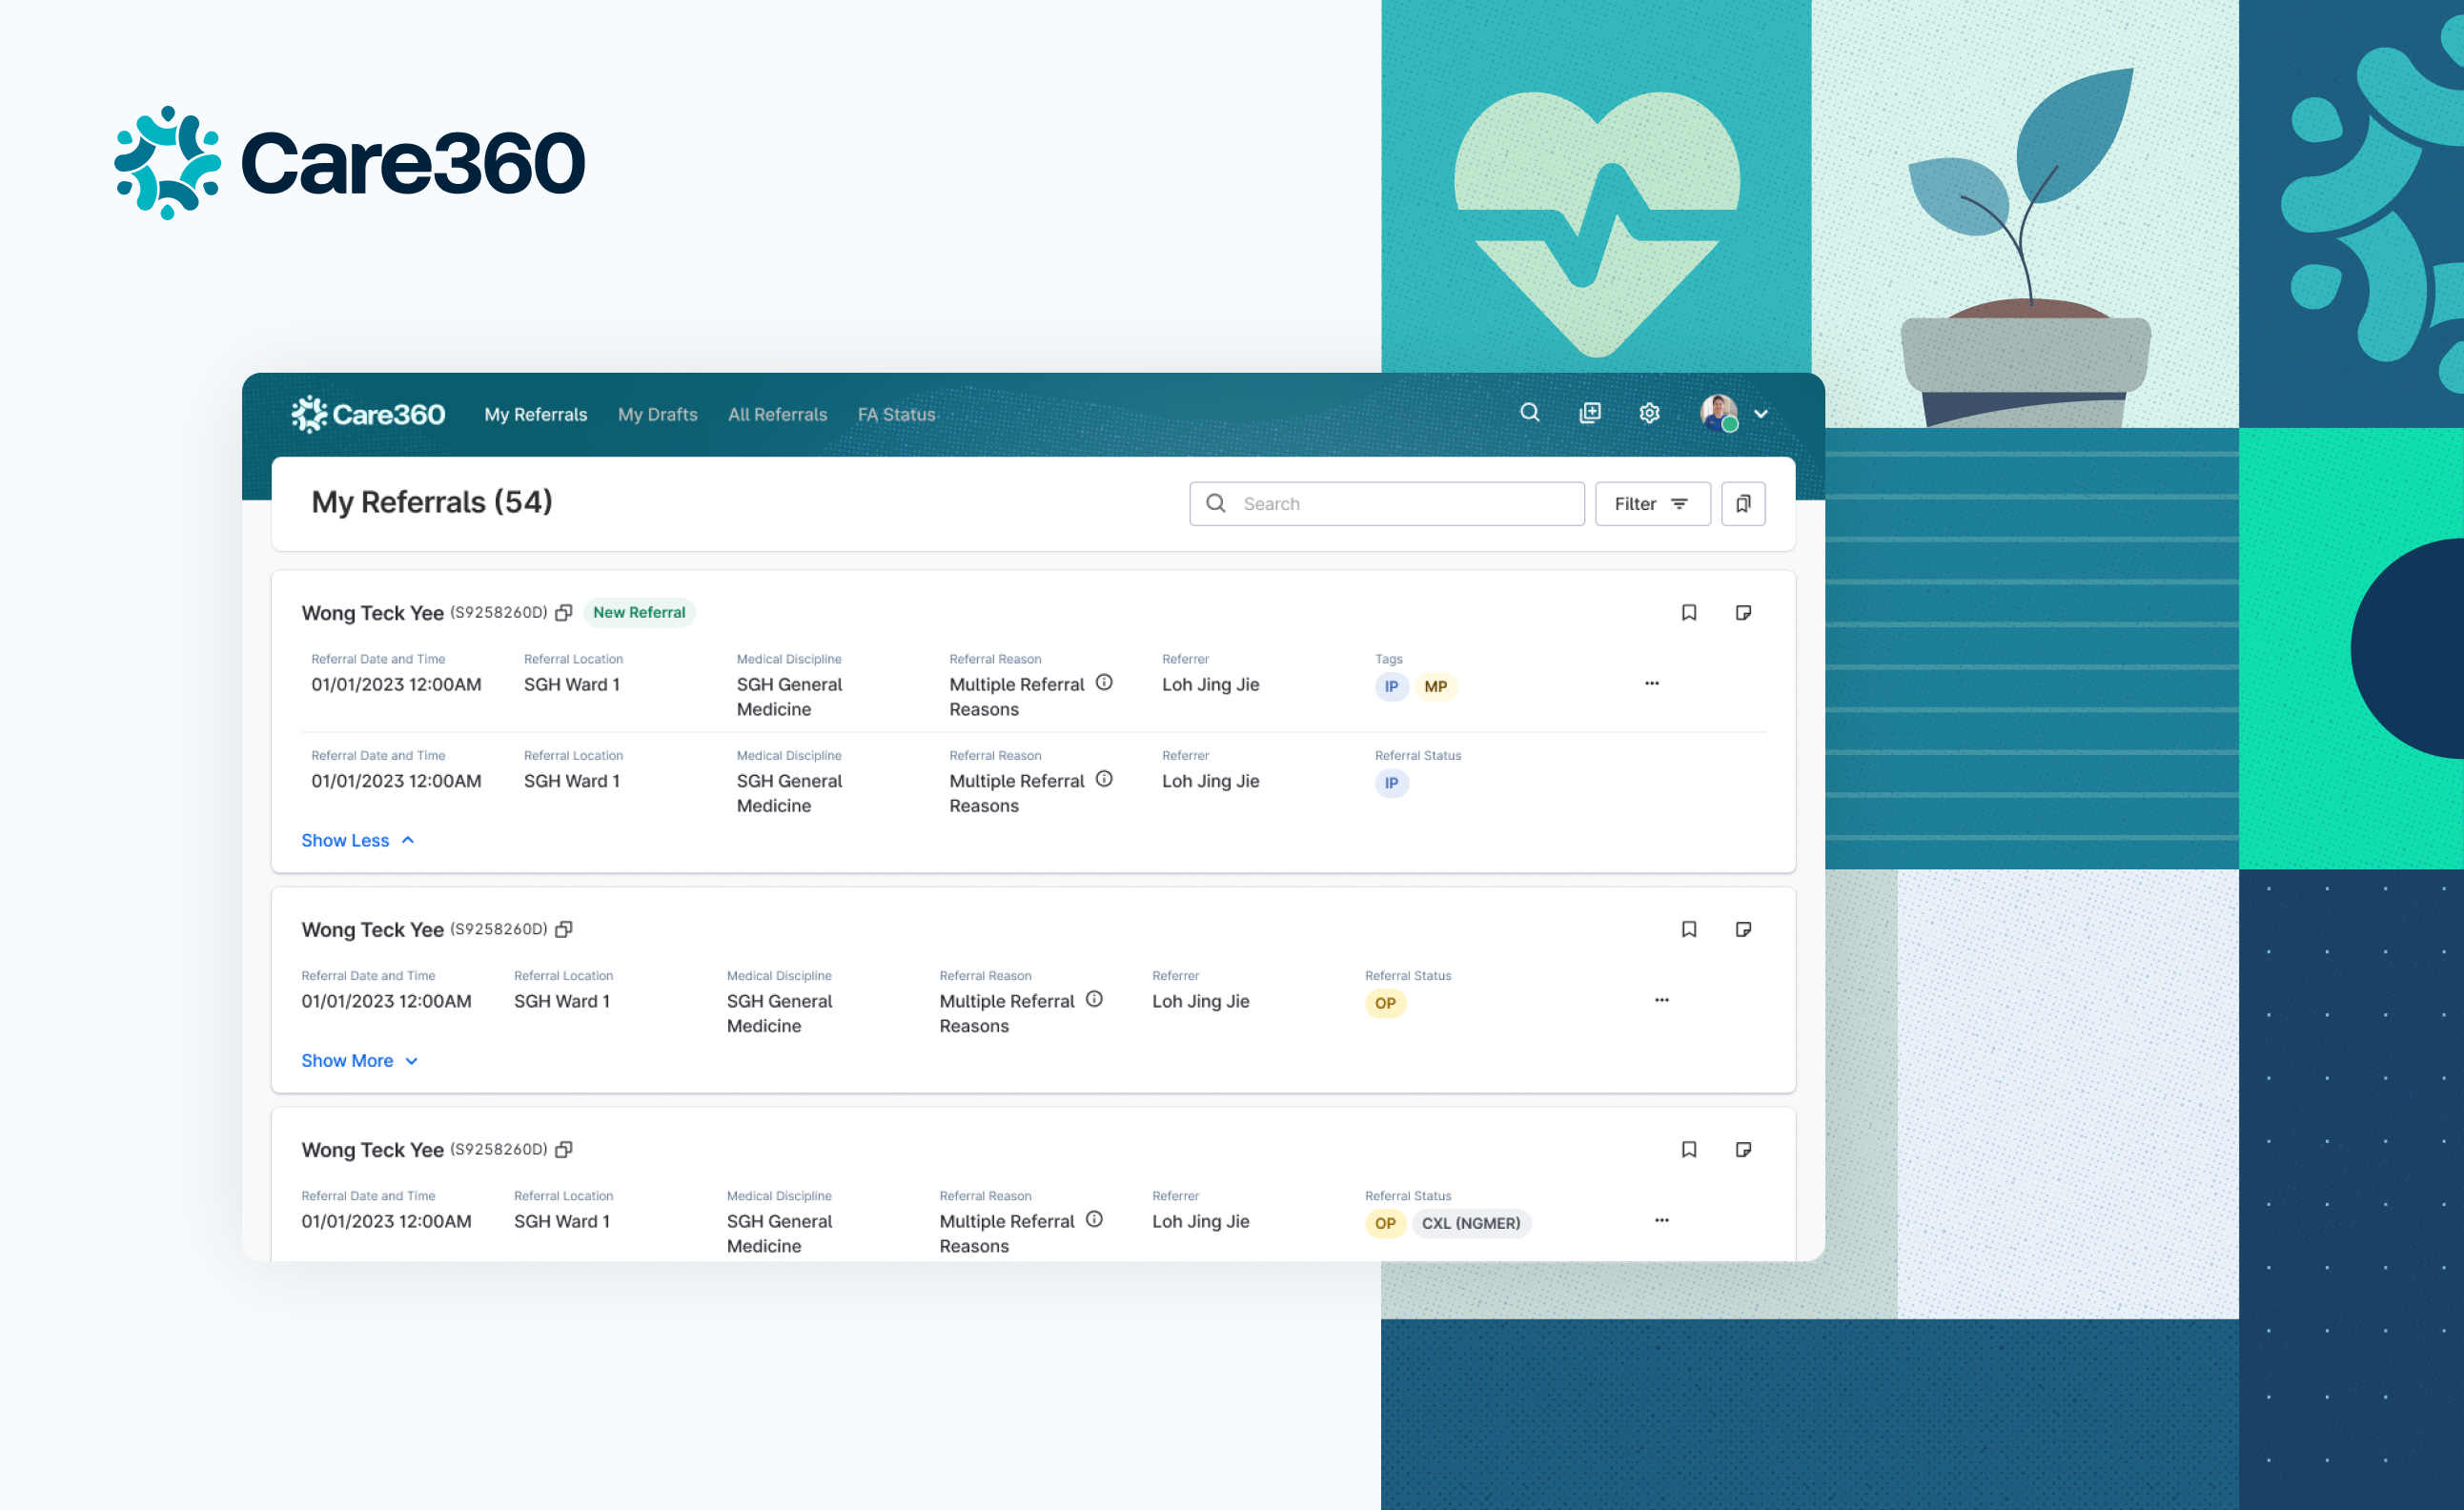 Care360
Care360 My Referrals My Drafts All Referrals FA Status
My Referrals (54)
Search
Filter
Wong Teck Yee (S9258260D) New Referral
Referral Date and Time Referral Location Medical Discipline Referral Reason Referrer Tags
01/01/2023 12:00AM SGH Ward 1 SGH General Multiple Referral Loh Jing Jie IP MP
Medicine Reasons
Referral Date and Time Referral Location Medical Discipline Referral Reason Referrer Referral Status
01/01/2023 12:00AM SGH Ward 1 SGH General Multiple Referral Loh Jing Jie IP
Medicine Reasons
Show Less
Wong Teck Yee (S9258260D)
Referral Date and Time Referral Location Medical Discipline Referral Reason Referrer Referral Status
01/01/2023 12:00AM SGH Ward 1 SGH General Multiple Referral Loh Jing Jie OP
Medicine Reasons
Show More
Wong Teck Yee (S9258260D)
Referral Date and Time Referral Location Medical Discipline Referral Reason Referrer Referral Status
01/01/2023 12:00AM SGH Ward 1 SGH General Multiple Referral Loh Jing Jie OP CXL (NGMER)
Medicine Reasons